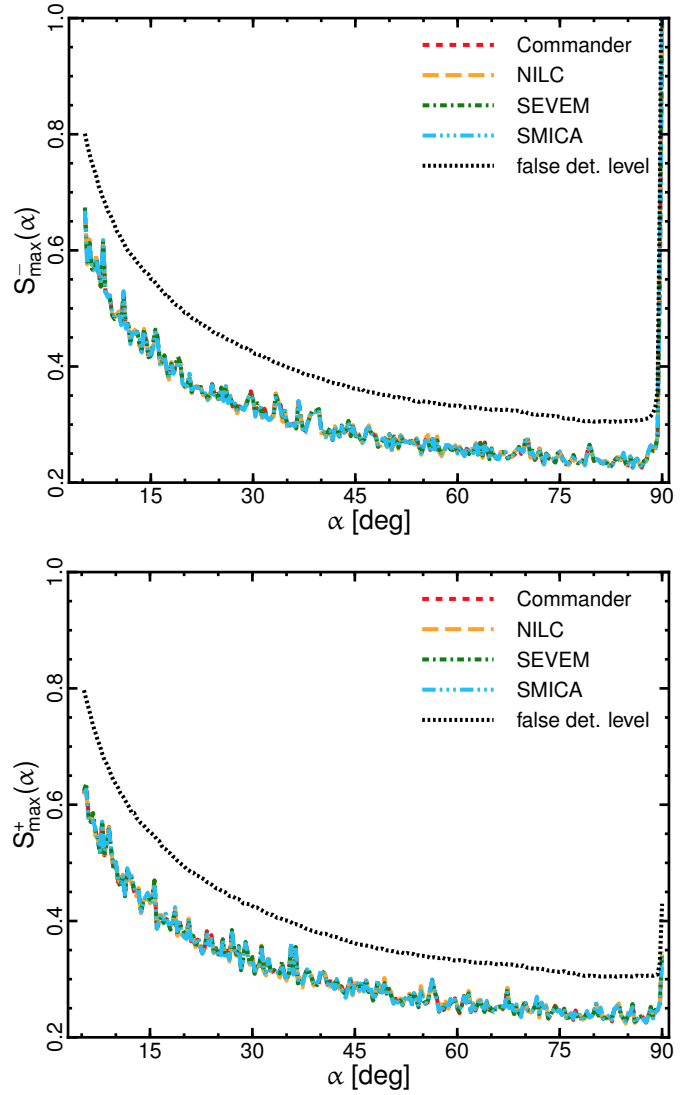 1.0
Commander
NILC
SEVEM
SMICA
false det. level
0.8
0.6
0.4
0.2
S⁻max(α)
15 30 45 60 75 90
α [deg]
1.0
Commander
NILC
SEVEM
SMICA
false det. level
0.8
0.6
0.4
0.2
S⁺max(α)
15 30 45 60 75 90
α [deg]